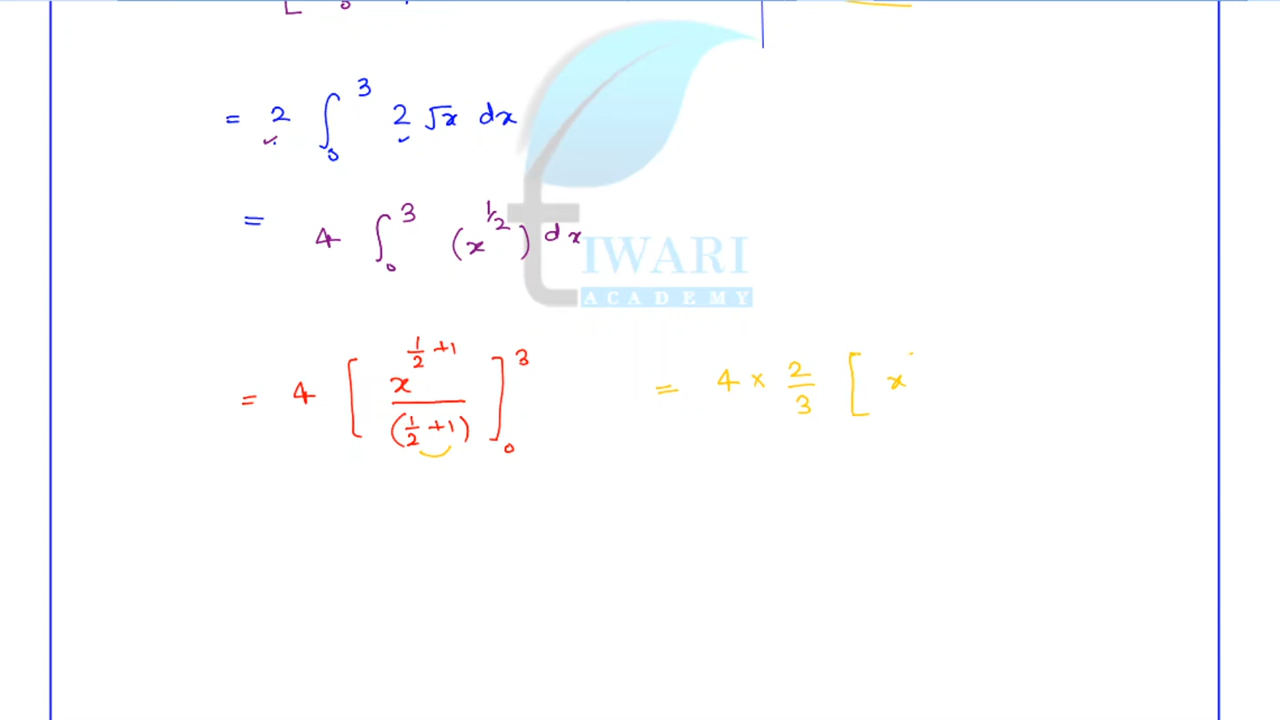 = 2 ∫₀³ 2 √x dx
= 4 ∫₀³ (x^1/2) dx
IWARI
ACADEMY
= 4 [ x^(1/2 +1) / (1/2 +1) ]₀³ = 4 × 2/3 [ x